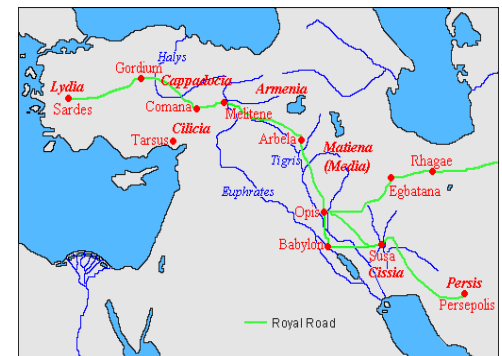 Halys
Gordium
Cappadocia
Lydia
Armenia
Sardes
Comana
Melitene
Cilicia
Tarsus
Arbela
Matiena
(Media)
Tigris
Rhagae
Euphrates
Egbatana
Opis
Babylon
Susa
Cissia
Persis
Persepolis
Royal Road